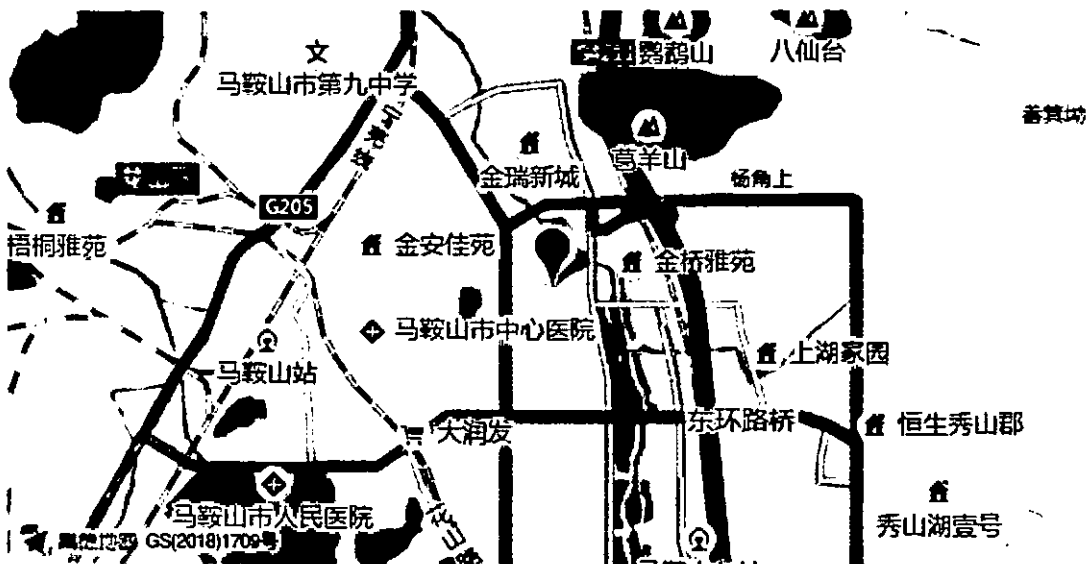 鹦鹉山
八仙台
文
马鞍山市第九中学
葛羊山
金瑞新城
杨角上
G205
梧桐雅苑
金安佳苑
金桥雅苑
马鞍山市中心医院
上湖家园
马鞍山站
大润发
东环路桥
恒生秀山郡
马鞍山市人民医院
秀山湖壹号
高德地图 GS(2018)1709号